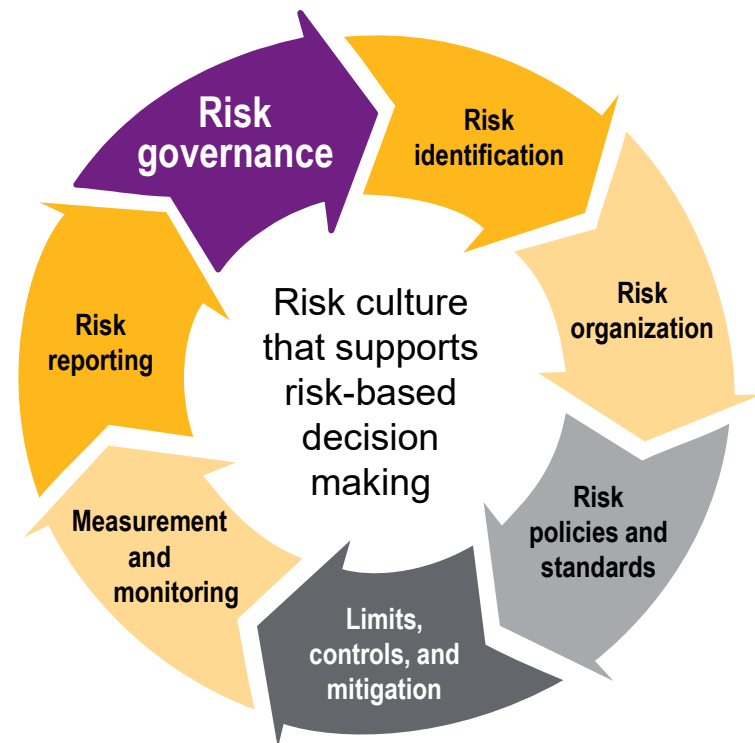 Risk
governance
Risk
identification
Risk
organization
Risk
policies and
standards
Limits,
controls, and
mitigation
Measurement
and
monitoring
Risk
reporting
Risk culture
that supports
risk-based
decision
making